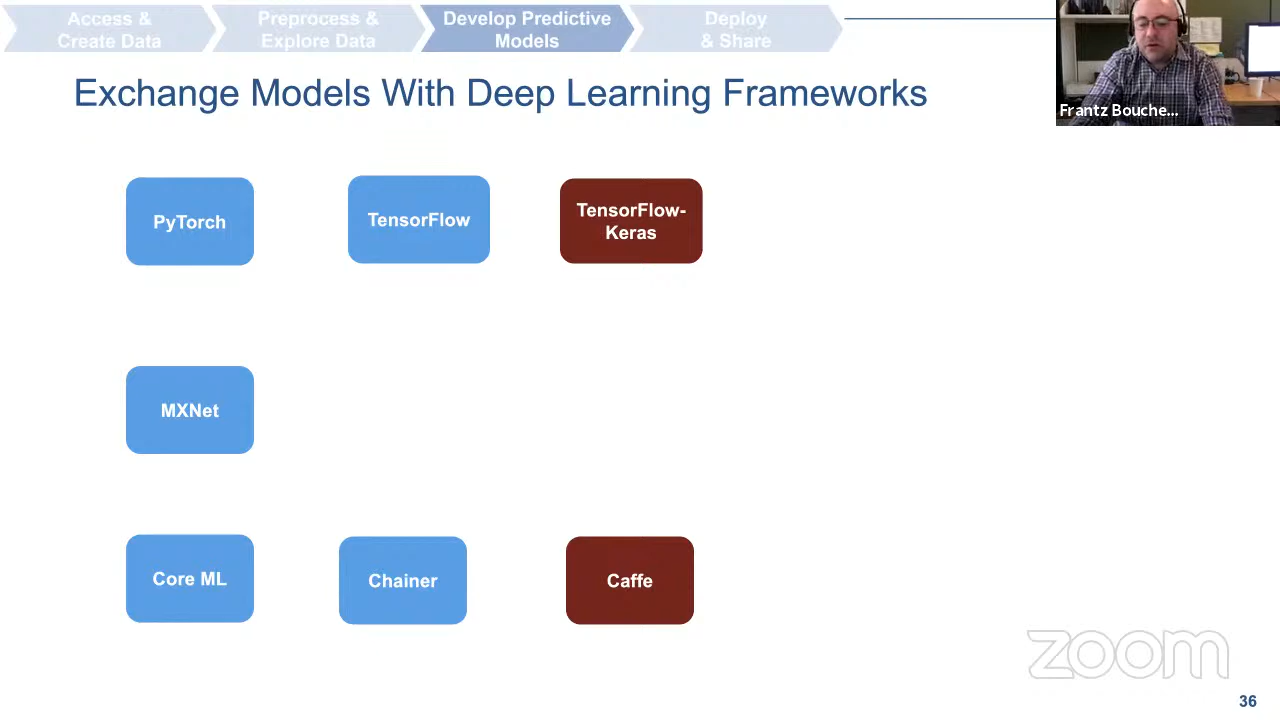 Access &
Create Data
Preprocess &
Explore Data
Develop Predictive
Models
Deploy
& Share
Exchange Models With Deep Learning Frameworks
Frantz Bouche...
PyTorch
TensorFlow
TensorFlow-
Keras
MXNet
Core ML
Chainer
Caffe
zoom
36